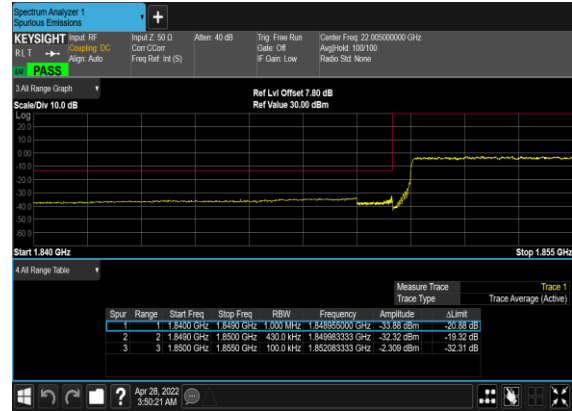 Spectrum Analyzer 1
Spurious Emissions
KEYSIGHT Input: RF Input Z: 50 Ω Atten: 40 dB Trig: Free Run Center Freq: 22.005000000 GHz
RLT Coupling: DC Corr CCorr Gate: Off Avg|Hold: 100/100
Align: Auto Freq Ref: Int (S) IF Gain: Low Radio Std: None
PASS
3 All Range Graph Ref Lvl Offset 7.80 dB
Scale/Div 10.0 dB Ref Value 30.00 dBm
Log
20.0
10.0
0.00
-10.0
-20.0
-30.0
-40.0
-50.0
-60.0
Start 1.840 GHz Stop 1.855 GHz
4 All Range Table
Measure Trace Trace 1
Trace Type Trace Average (Active)
Spur Range Start Freq Stop Freq RBW Frequency Amplitude ΔLimit
1 1 1.8400 GHz 1.8490 GHz 1.000 MHz 1.848955000 GHz -33.88 dBm -20.88 dB
2 2 1.8490 GHz 1.8500 GHz 430.0 kHz 1.849983333 GHz -32.32 dBm -19.32 dB
3 3 1.8500 GHz 1.8550 GHz 100.0 kHz 1.852083333 GHz -2.309 dBm -32.31 dB
? Apr 28, 2022
3:50:21 AM